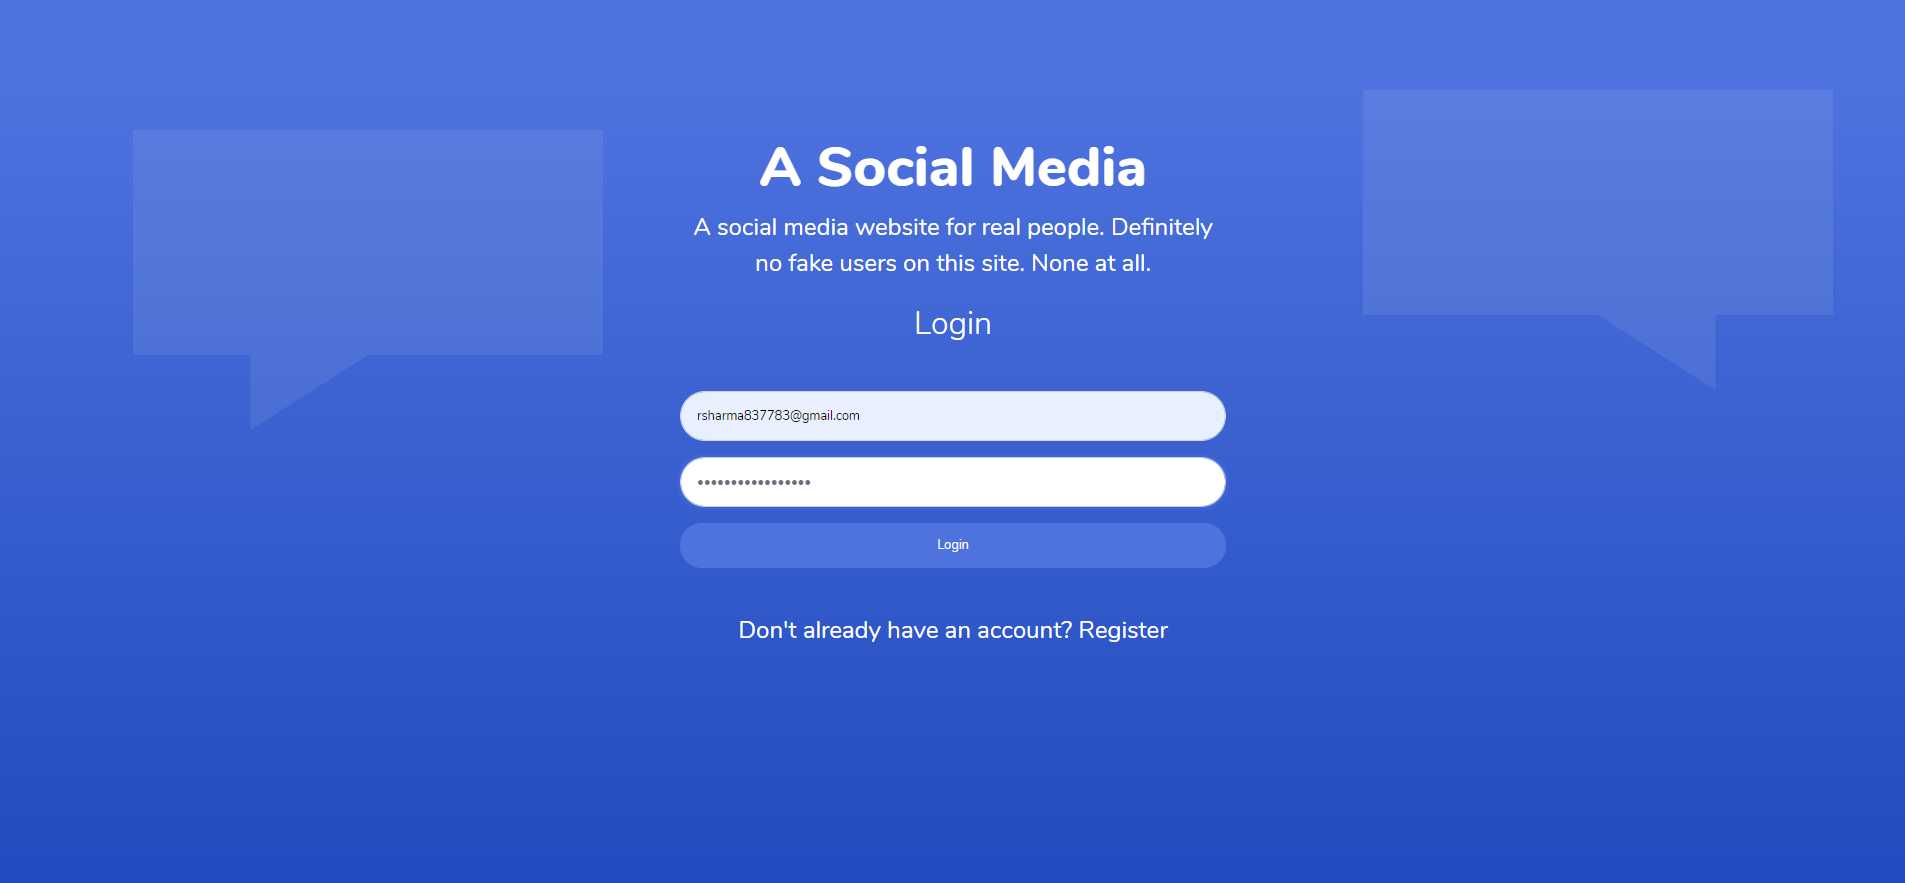 A Social Media
A social media website for real people. Definitely
no fake users on this site. None at all.
Login
rsharma837783@gmail.com
•••••••••••••••••
Login
Don't already have an account? Register